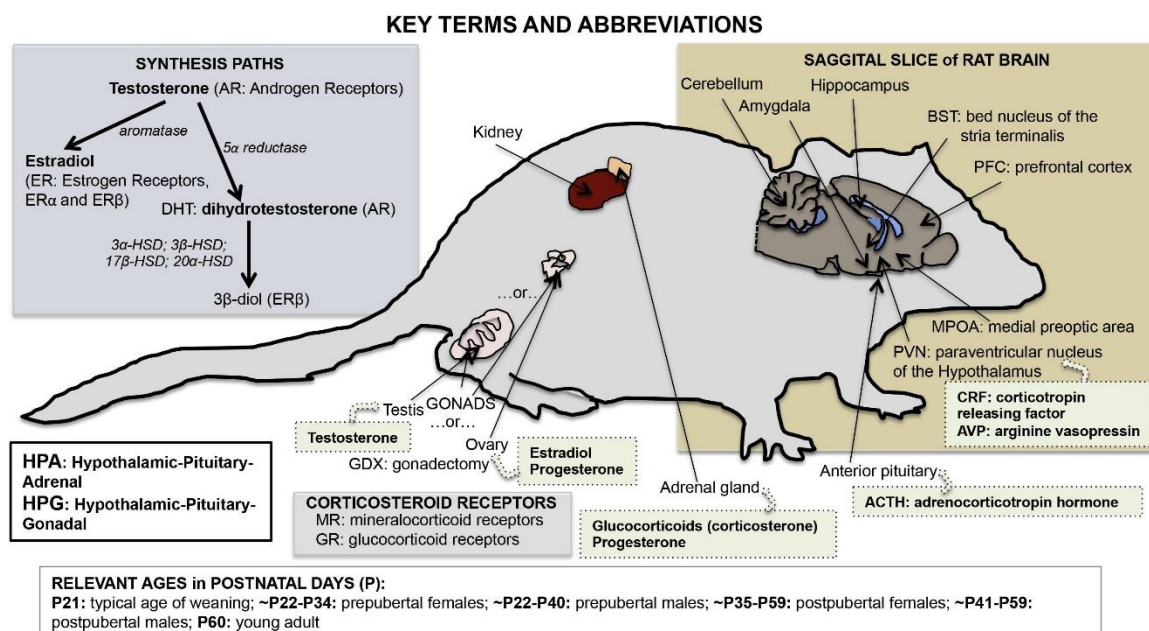 KEY TERMS AND ABBREVIATIONS
SYNTHESIS PATHS
Testosterone (AR: Androgen Receptors)
aromatase
5α reductase
Estradiol
(ER: Estrogen Receptors,
ERα and ERβ)
DHT: dihydrotestosterone (AR)
3α-HSD; 3β-HSD;
17β-HSD; 20α-HSD
3β-diol (ERβ)
SAGGITAL SLICE of RAT BRAIN
Cerebellum
Hippocampus
Amygdala
BST: bed nucleus of the
stria terminalis
PFC: prefrontal cortex
Kidney
...or..
MPOA: medial preoptic area
PVN: paraventricular nucleus
of the Hypothalamus
CRF: corticotropin
releasing factor
AVP: arginine vasopressin
Testis
GONADS
...or...
Ovary
Testosterone
GDX: gonadectomy
Estradiol
Progesterone
Adrenal gland
Glucocorticoids (corticosterone)
Progesterone
Anterior pituitary
ACTH: adrenocorticotropin hormone
HPA: Hypothalamic-Pituitary-
Adrenal
HPG: Hypothalamic-Pituitary-
Gonadal
CORTICOSTEROID RECEPTORS
MR: mineralocorticoid receptors
GR: glucocorticoid receptors
RELEVANT AGES in POSTNATAL DAYS (P):
P21: typical age of weaning; ~P22-P34: prepubertal females; ~P22-P40: prepubertal males; ~P35-P59: postpubertal females; ~P41-P59:
postpubertal males; P60: young adult